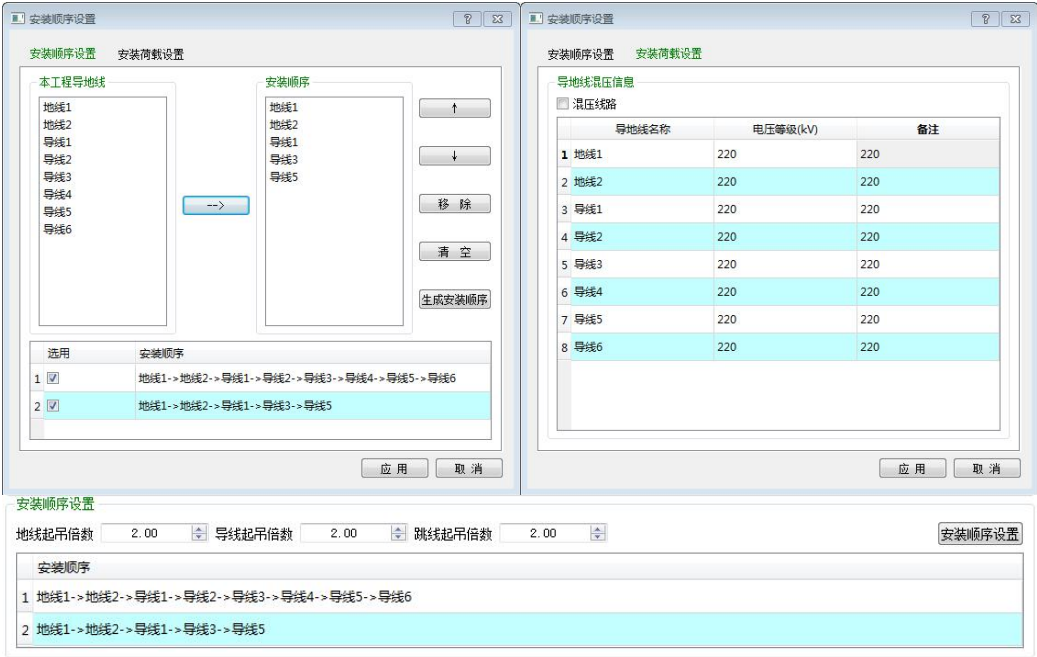 安装顺序设置
安装顺序设置 安装荷载设置
本工程导地线
地线1
地线2
导线1
导线2
导线3
导线4
导线5
导线6
-->
安装顺序
地线1
地线2
导线1
导线3
导线5
↑
↓
移 除
清 空
生成安装顺序
选用 安装顺序
1 地线1->地线2->导线1->导线2->导线3->导线4->导线5->导线6
2 地线1->地线2->导线1->导线3->导线5
应 用 取 消
安装顺序设置
安装顺序设置 安装荷载设置
导地线混压信息
混压线路
导地线名称 电压等级(kV) 备注
1 地线1 220 220
2 地线2 220 220
3 导线1 220 220
4 导线2 220 220
5 导线3 220 220
6 导线4 220 220
7 导线5 220 220
8 导线6 220 220
应 用 取 消
安装顺序设置
地线起吊倍数 2.00 导线起吊倍数 2.00 跳线起吊倍数 2.00 安装顺序设置
安装顺序
1 地线1->地线2->导线1->导线2->导线3->导线4->导线5->导线6
2 地线1->地线2->导线1->导线3->导线5